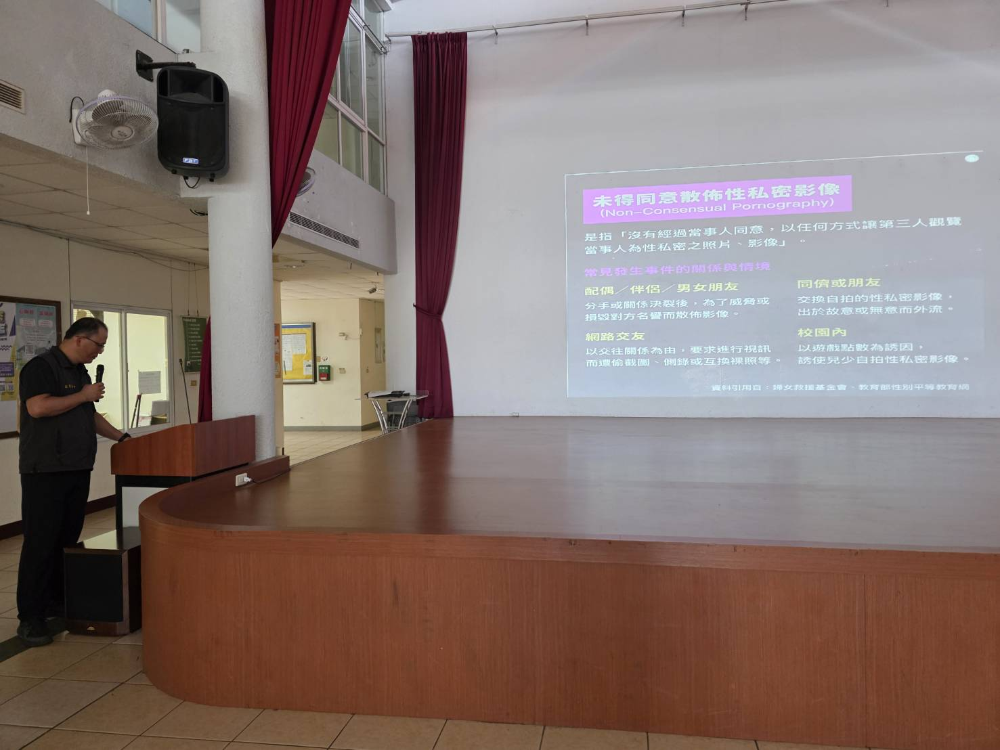 未得同意散佈性私密影像
(Non-Consensual Pornography)
是指「沒有經過當事人同意，以任何方式讓第三人觀覽
當事人為性私密之照片、影像」。
常見發生事件的關係與情境
配偶／伴侶／男女朋友
分手或關係決裂後，為了威脅或
損毀對方名譽而散佈影像。
同儕或朋友
交換自拍的性私密影像，
出於故意或無意而外流。
網路交友
以交往關係為由，要求進行視訊
而遭偷截圖、側錄或互換裸照等。
校園內
以遊戲點數為誘因，
誘使兒少自拍性私密影像。
資料引用自：婦女救援基金會、教育部性別平等教育網
FBT